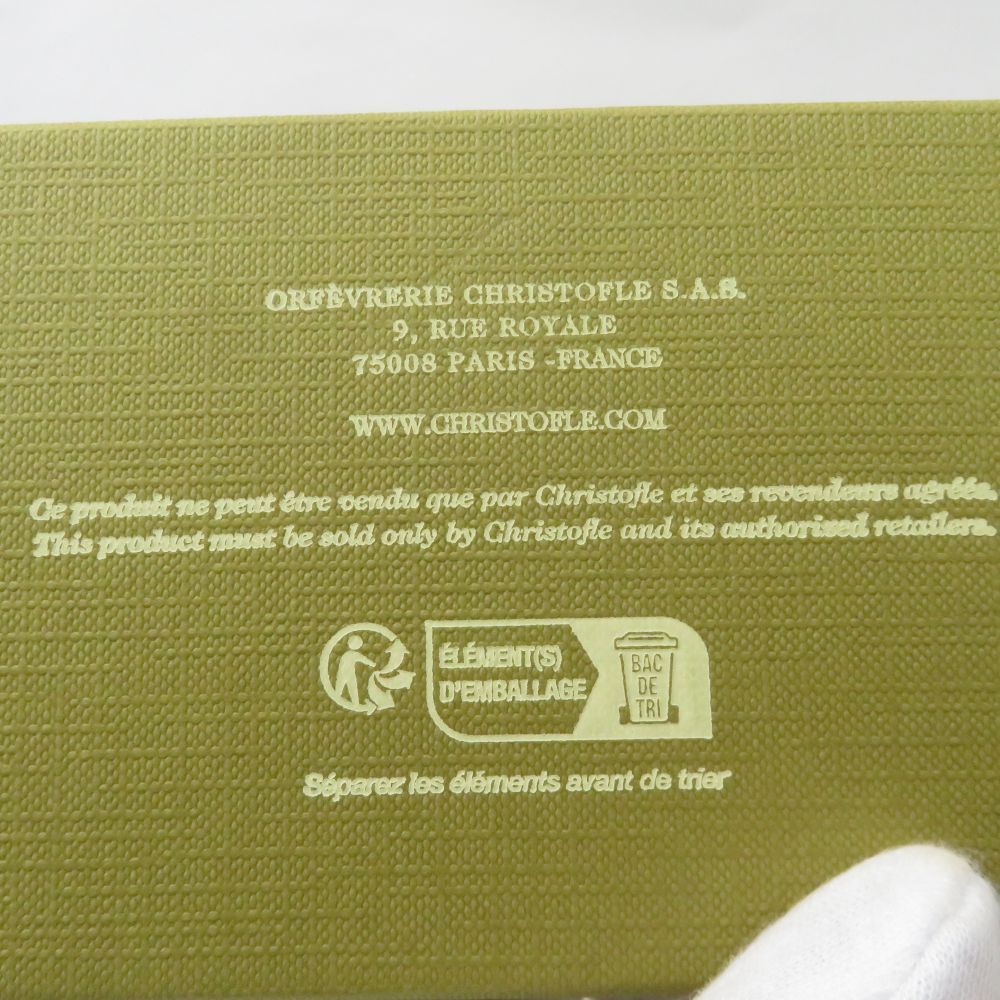 ORFÈVRERIE CHRISTOFLE S.A.S.
9, RUE ROYALE
75008 PARIS -FRANCE
WWW.CHRISTOFLE.COM
Ce produit ne peut être vendu que par Christofle et ses revendeurs agréés.
This product must be sold only by Christofle and its authorised retailers.
ÉLÉMENT(S)
D'EMBALLAGE
BAC
DE
TRI
Séparez les éléments avant de trier